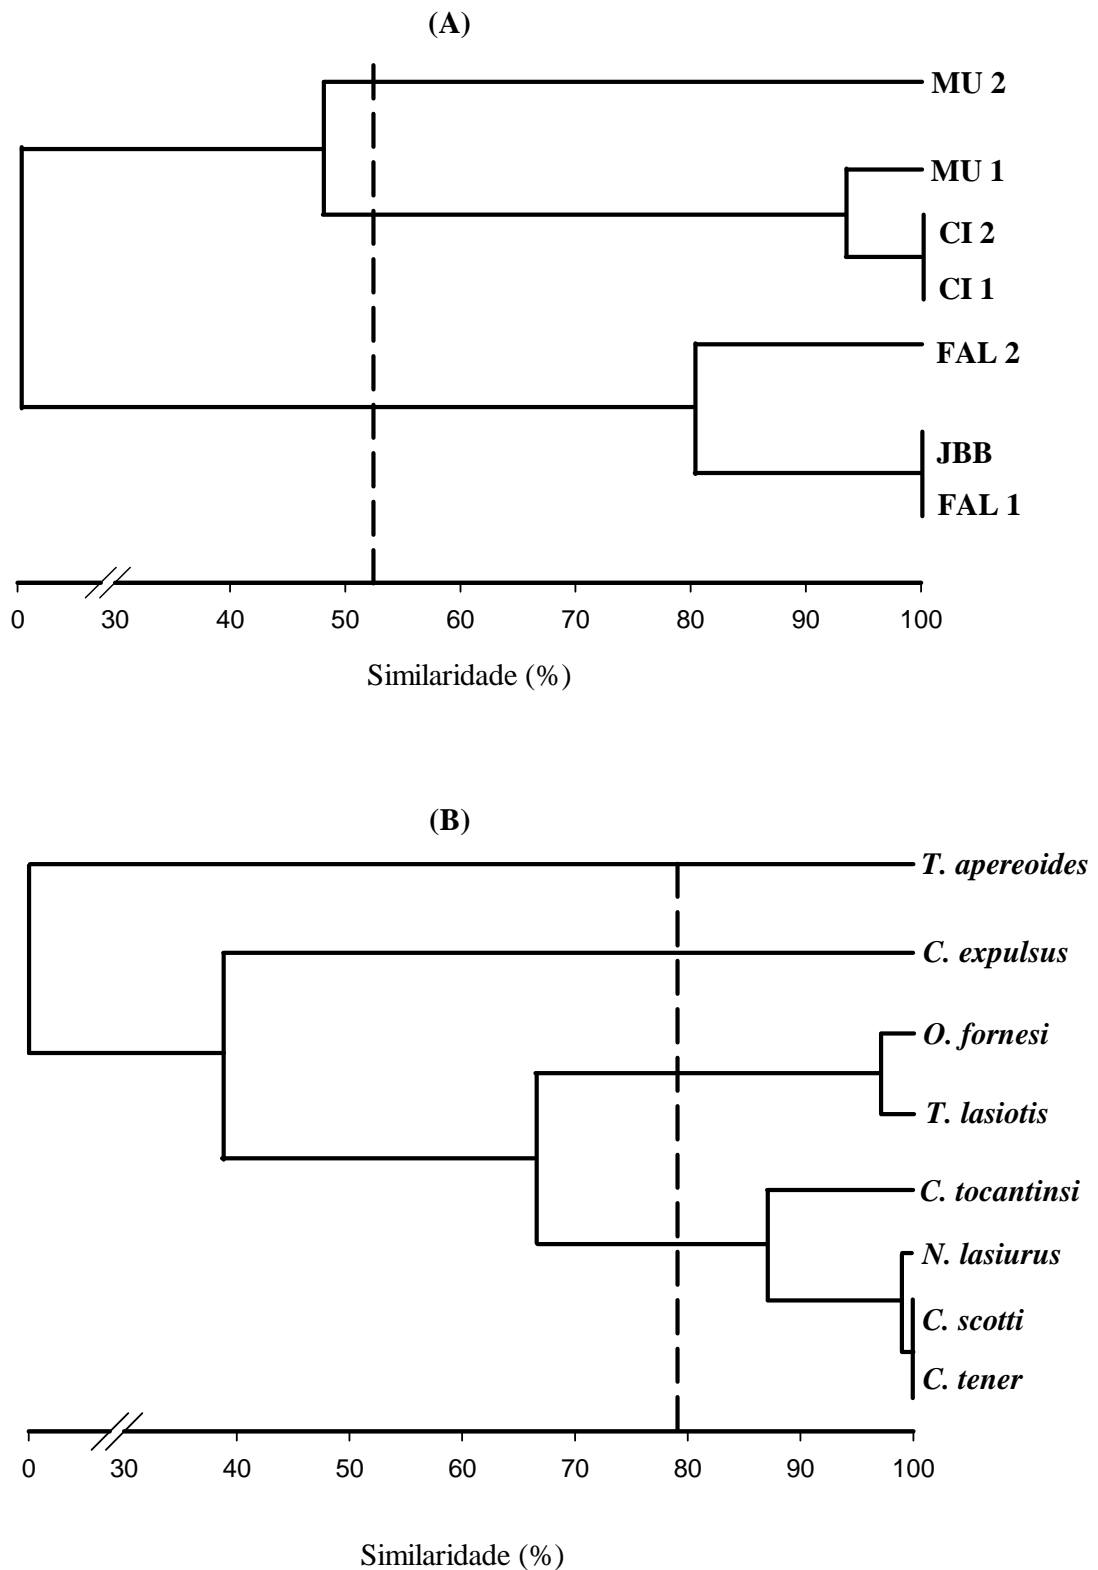 (A)
MU 2
MU 1
CI 2
CI 1
FAL 2
JBB
FAL 1
0 30 40 50 60 70 80 90 100
Similaridade (%)
(B)
T. apereoides
C. expulsus
O. fornesi
T. lasiotis
C. tocantinsi
N. lasiurus
C. scotti
C. tener
0 30 40 50 60 70 80 90 100
Similaridade (%)